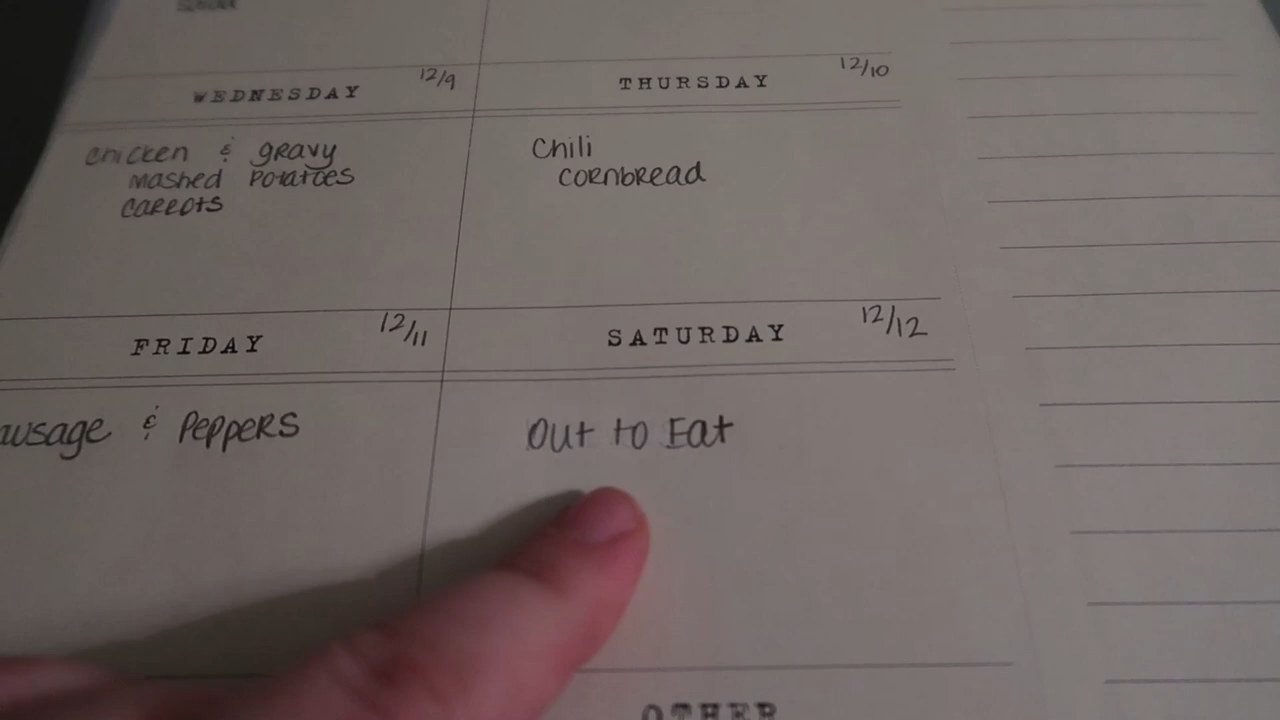 WEDNESDAY 12/9
chicken & gravy
mashed potatoes
carrots
THURSDAY 12/10
Chili
cornbread
FRIDAY 12/11
ausage & Peppers
SATURDAY 12/12
Out to Eat
OTHER